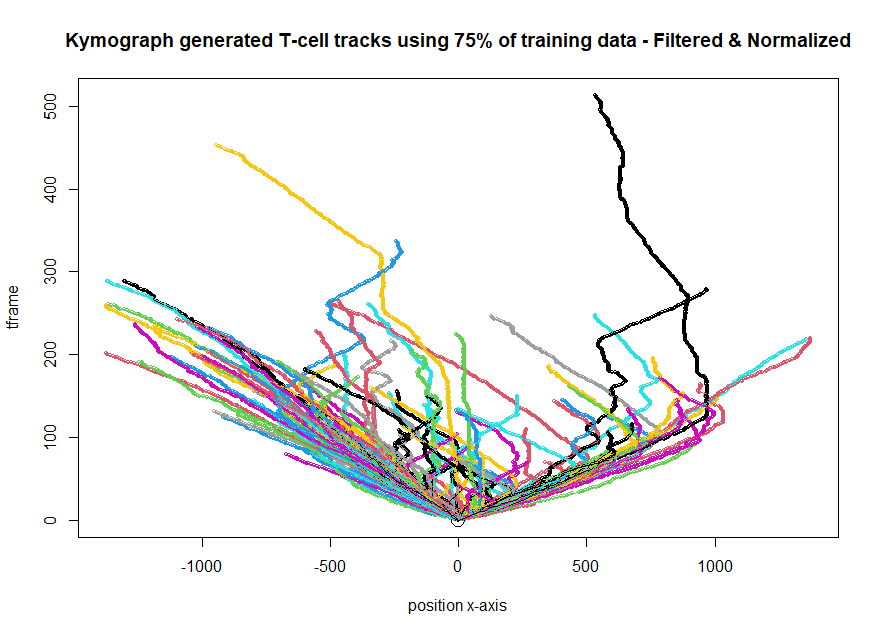 Kymograph generated T-cell tracks using 75% of training data - Filtered & Normalized
500
400
300
200
100
0
tframe
-1000 -500 0 500 1000
position x-axis